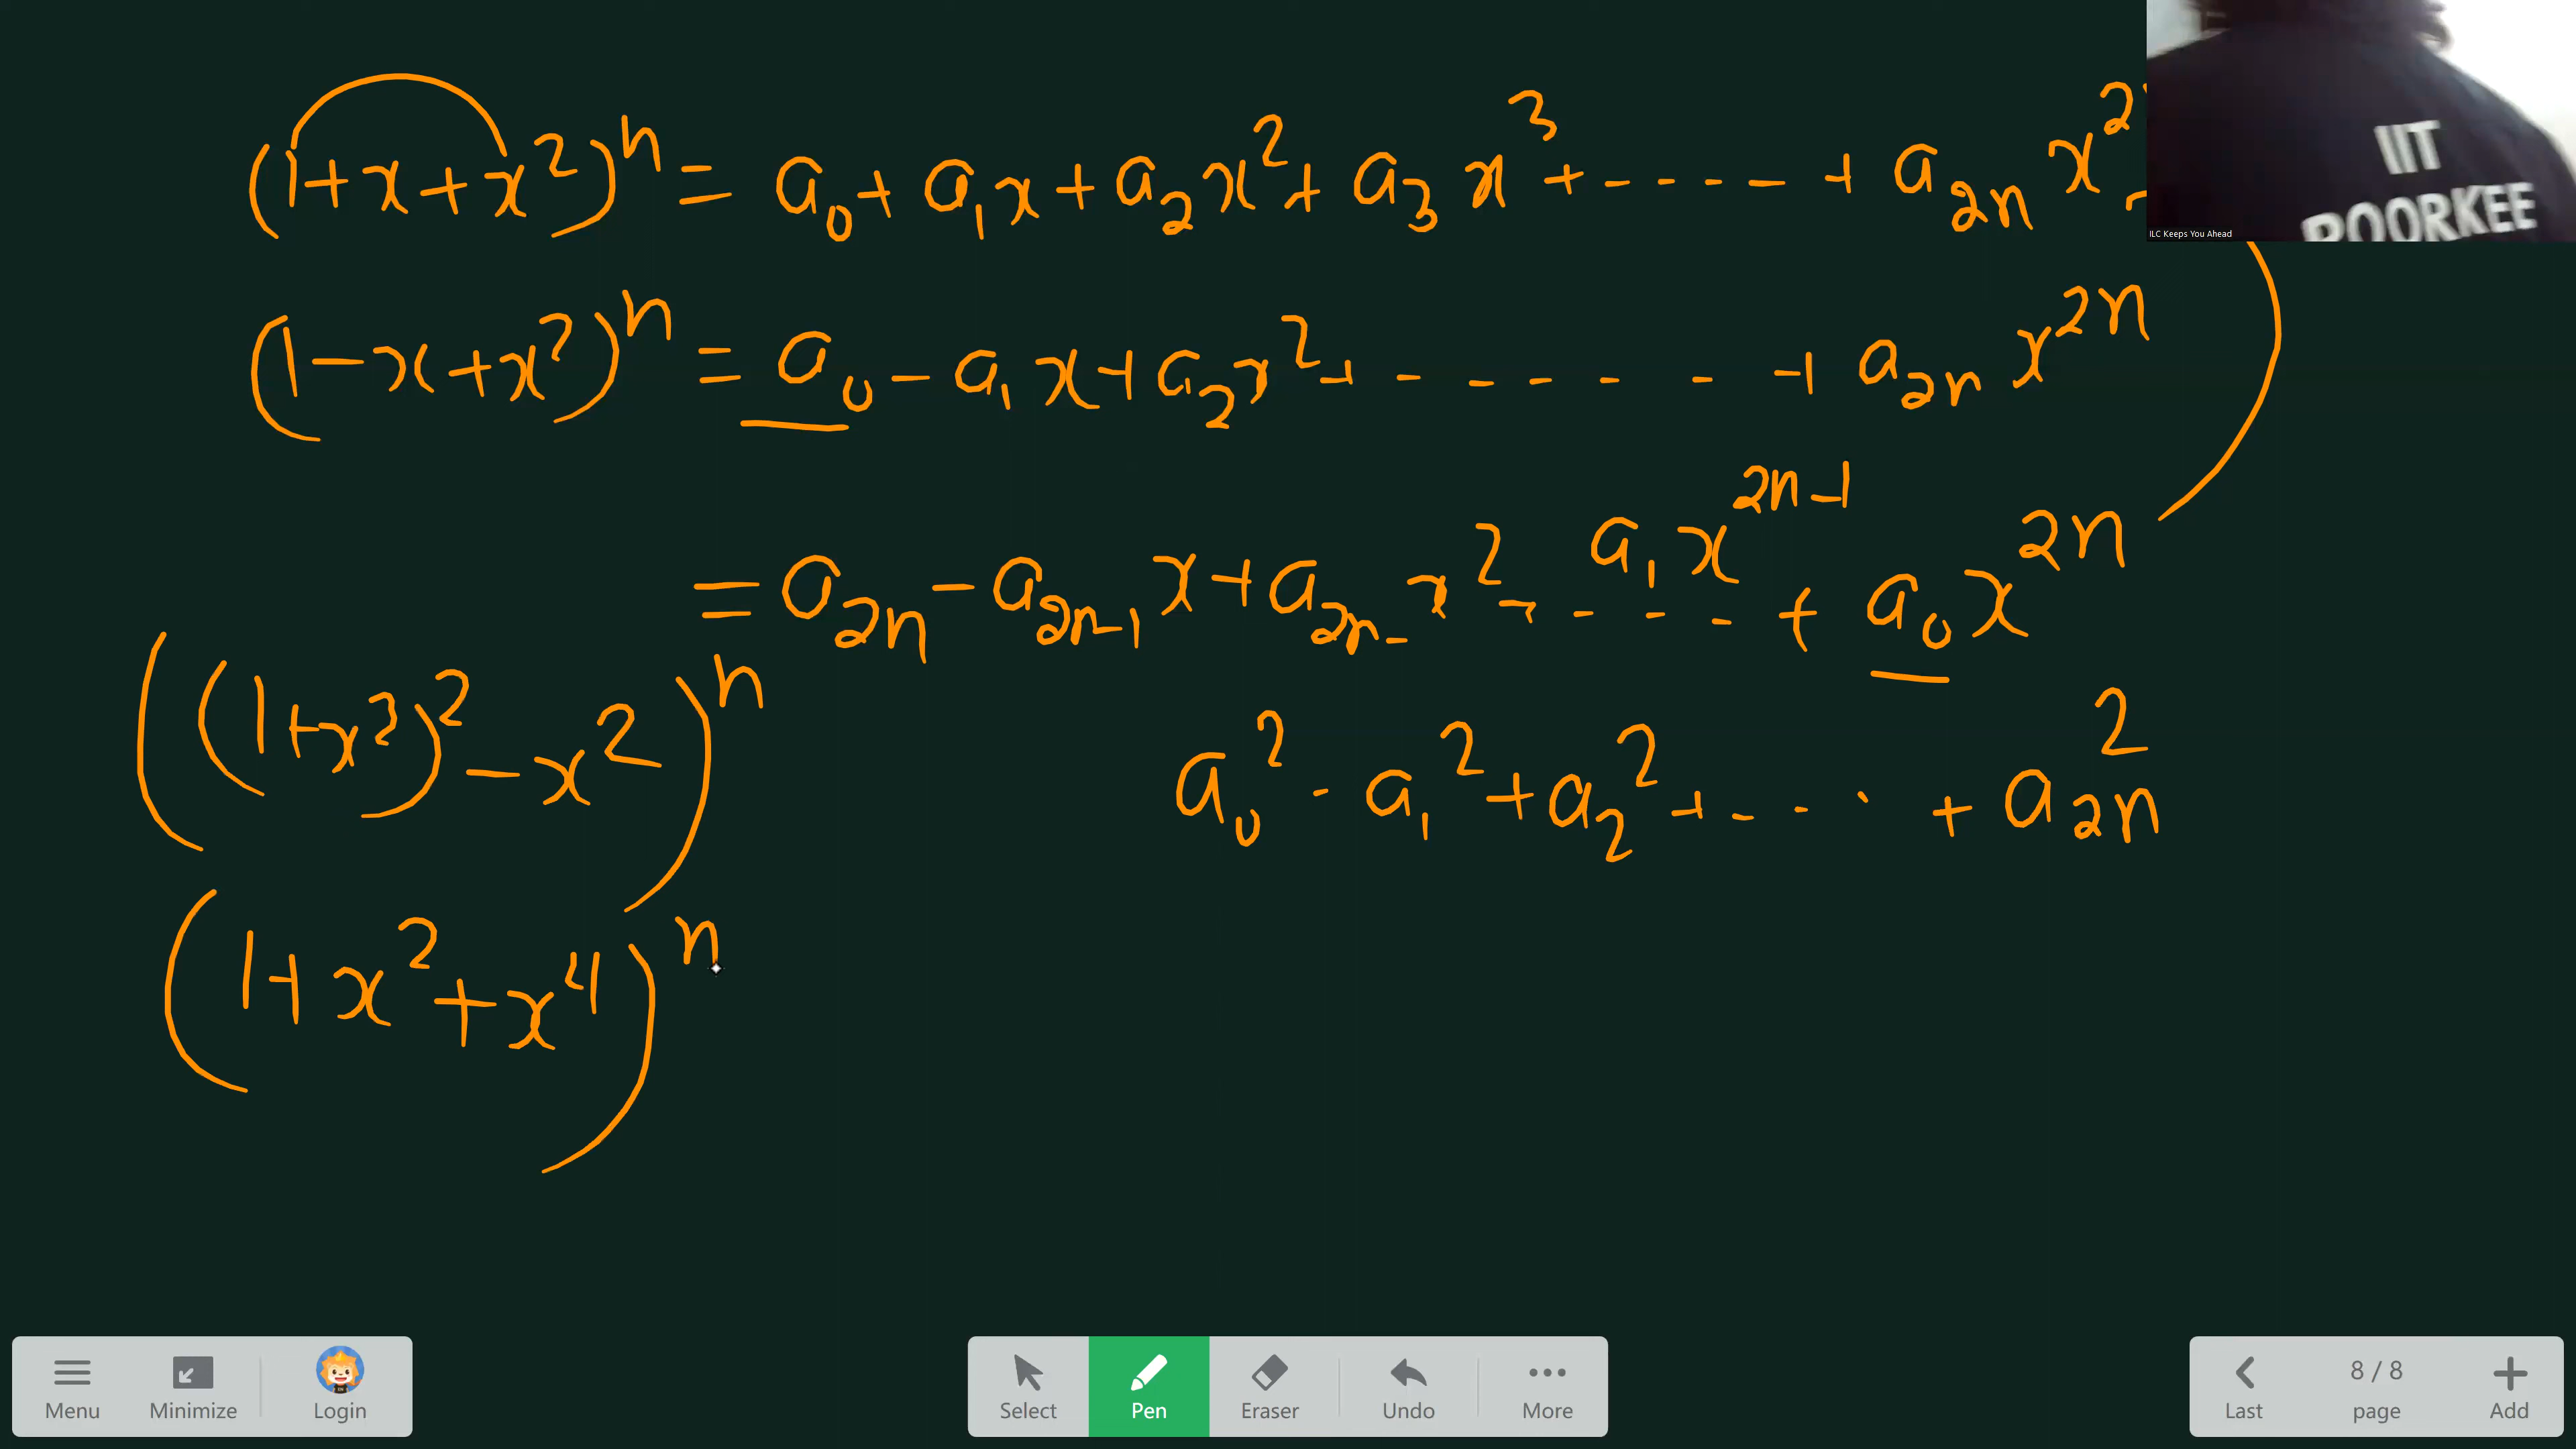 (1+x+x²)ⁿ = a₀ + a₁x + a₂x² + a₃x³ + - - - - + a₂ₙx²
IIT
ROORKEE
ILC Keeps You Ahead
(1-x+x²)ⁿ = a₀ - a₁x + a₂x² + - - - - - + a₂ₙx²ⁿ
= a₂ₙ - a₂ₙ₋₁x + a₂ₙ₋x² + - - - a₁x²ⁿ⁻¹ + a₀x²ⁿ
((1+x²)² - x²)ⁿ
a₀² - a₁² + a₂² + - - · + a₂ₙ²
(1+x²+x⁴)ⁿ
Menu Minimize Login Select Pen Eraser Undo More Last 8 / 8 page Add